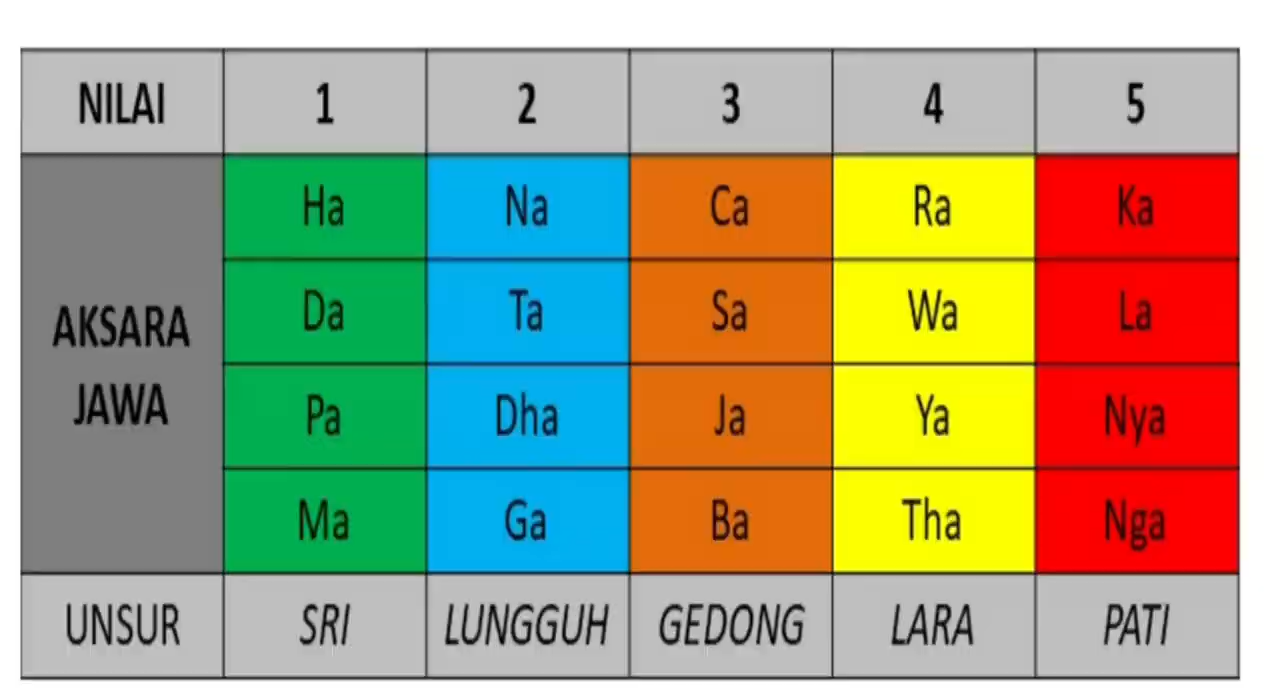 NILAI 1 2 3 4 5
Ha Na Ca Ra Ka
Da Ta Sa Wa La
AKSARA
JAWA
Pa Dha Ja Ya Nya
Ma Ga Ba Tha Nga
UNSUR SRI LUNGGUH GEDONG LARA PATI